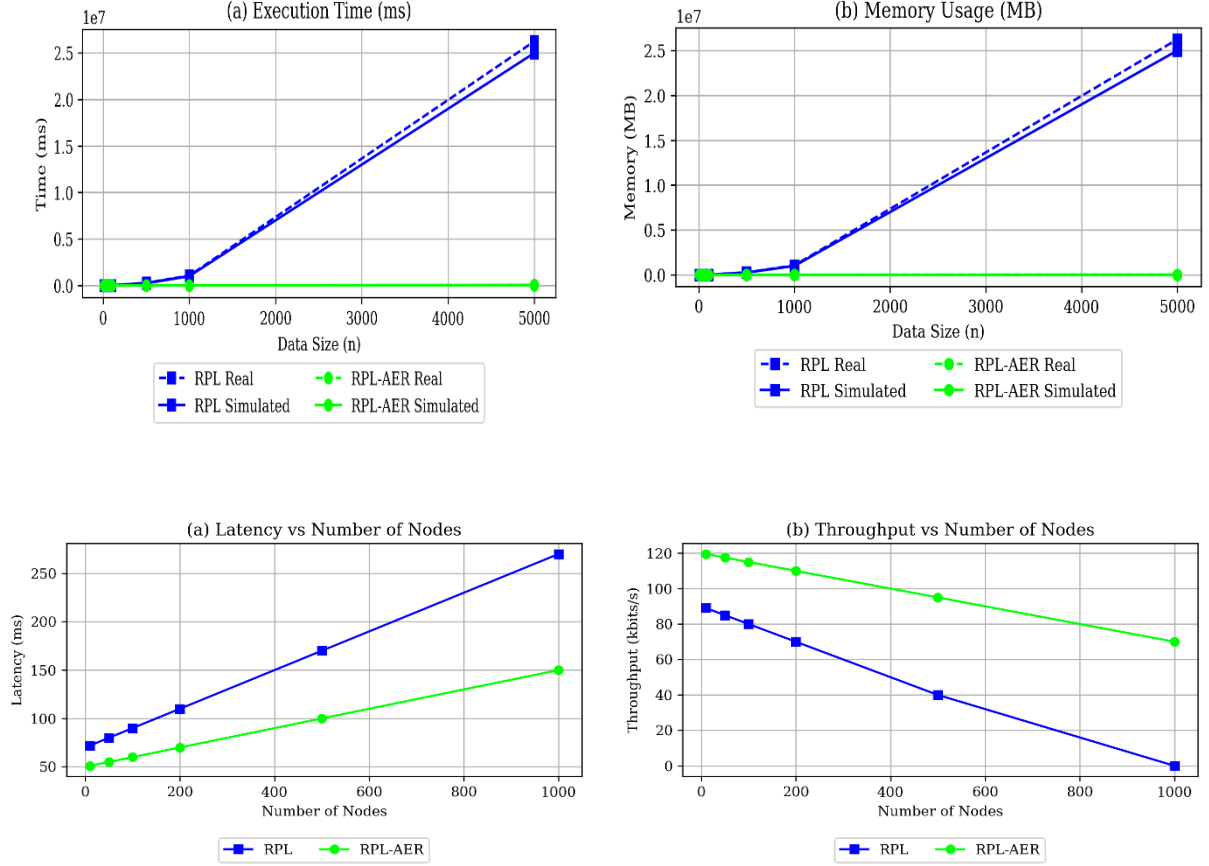 (a) Execution Time (ms)
1e7
2.5
2.0
1.5
1.0
0.5
0.0
Time (ms)
0 1000 2000 3000 4000 5000
Data Size (n)
RPL Real RPL-AER Real
RPL Simulated RPL-AER Simulated
(b) Memory Usage (MB)
1e7
2.5
2.0
1.5
1.0
0.5
0.0
Memory (MB)
0 1000 2000 3000 4000 5000
Data Size (n)
RPL Real RPL-AER Real
RPL Simulated RPL-AER Simulated
(a) Latency vs Number of Nodes
250
200
150
100
50
Latency (ms)
0 200 400 600 800 1000
Number of Nodes
RPL RPL-AER
(b) Throughput vs Number of Nodes
120
100
80
60
40
20
0
Throughput (kbits/s)
0 200 400 600 800 1000
Number of Nodes
RPL RPL-AER